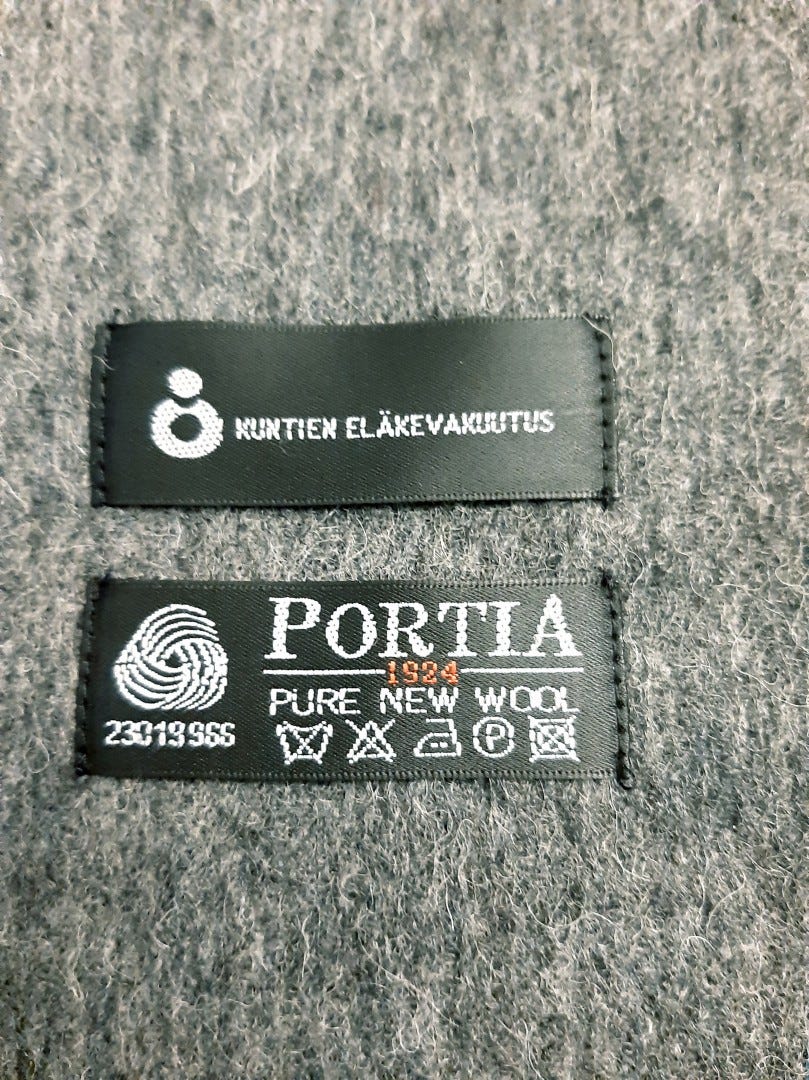 KUNTIEN ELÄKEVAKUUTUS
PORTIA
1924
PURE NEW WOOL
23019966
P